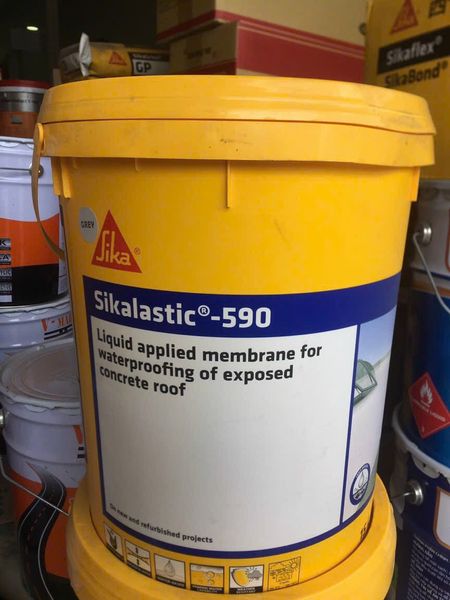 Sikaflex®
SikaBond®
GP
GREY
Sika®
Sikalastic®-590
Liquid applied membrane for
waterproofing of exposed
concrete roof
On new and refurbished projects